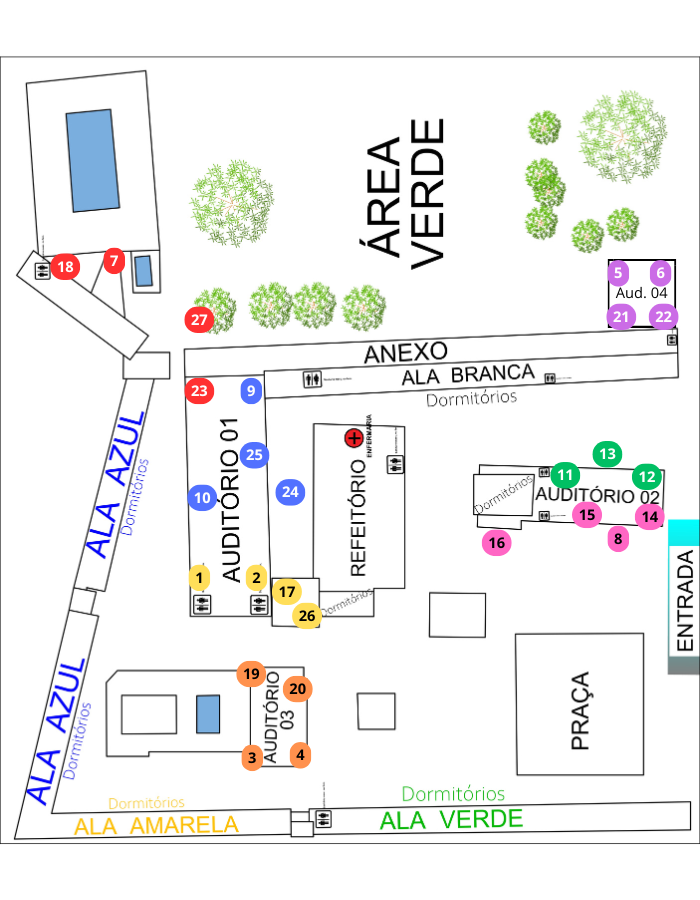 ÁREA
VERDE
18
7
5
6
Aud. 04
21
22
27
ANEXO
ALA BRANCA
Dormitórios
23
9
AUDITÓRIO 01
25
10
24
1
2
ENFERMARIA
REFEITÓRIO
17
26
Dormitórios
13
11
12
Dormitórios
AUDITÓRIO 02
15
14
16
8
ENTRADA
ALA AZUL
Dormitórios
ALA AZUL
Dormitórios
19
20
AUDITÓRIO
03
3
4
PRAÇA
Dormitórios
ALA AMARELA
Dormitórios
ALA VERDE